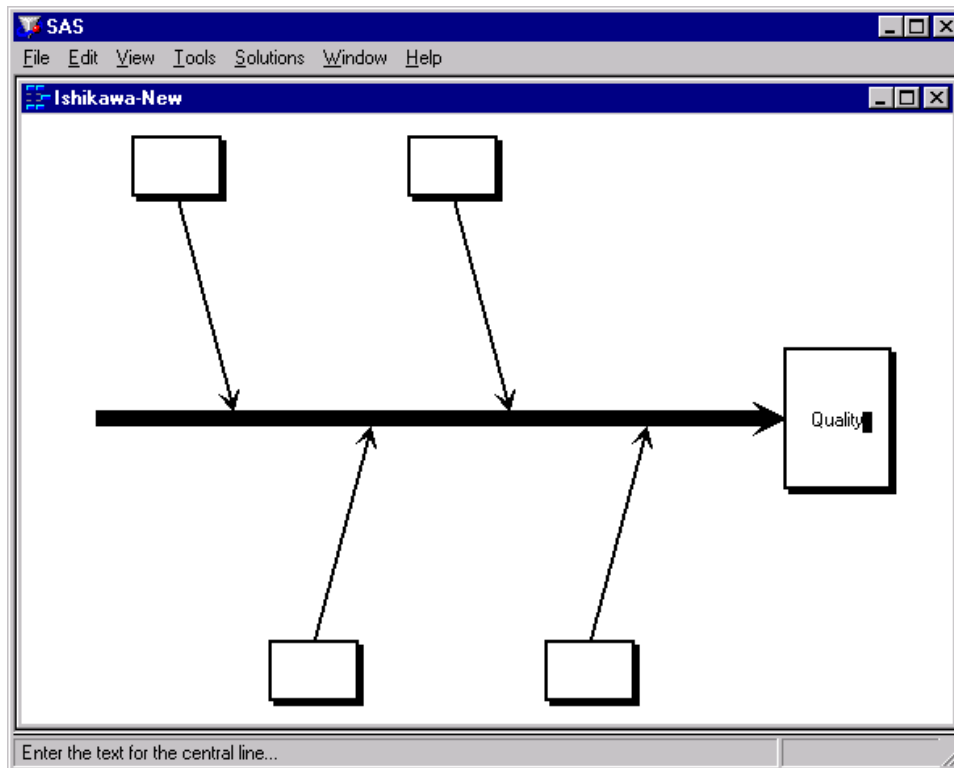 SAS
File Edit View Tools Solutions Window Help
Ishikawa-New
Quality
Enter the text for the central line...